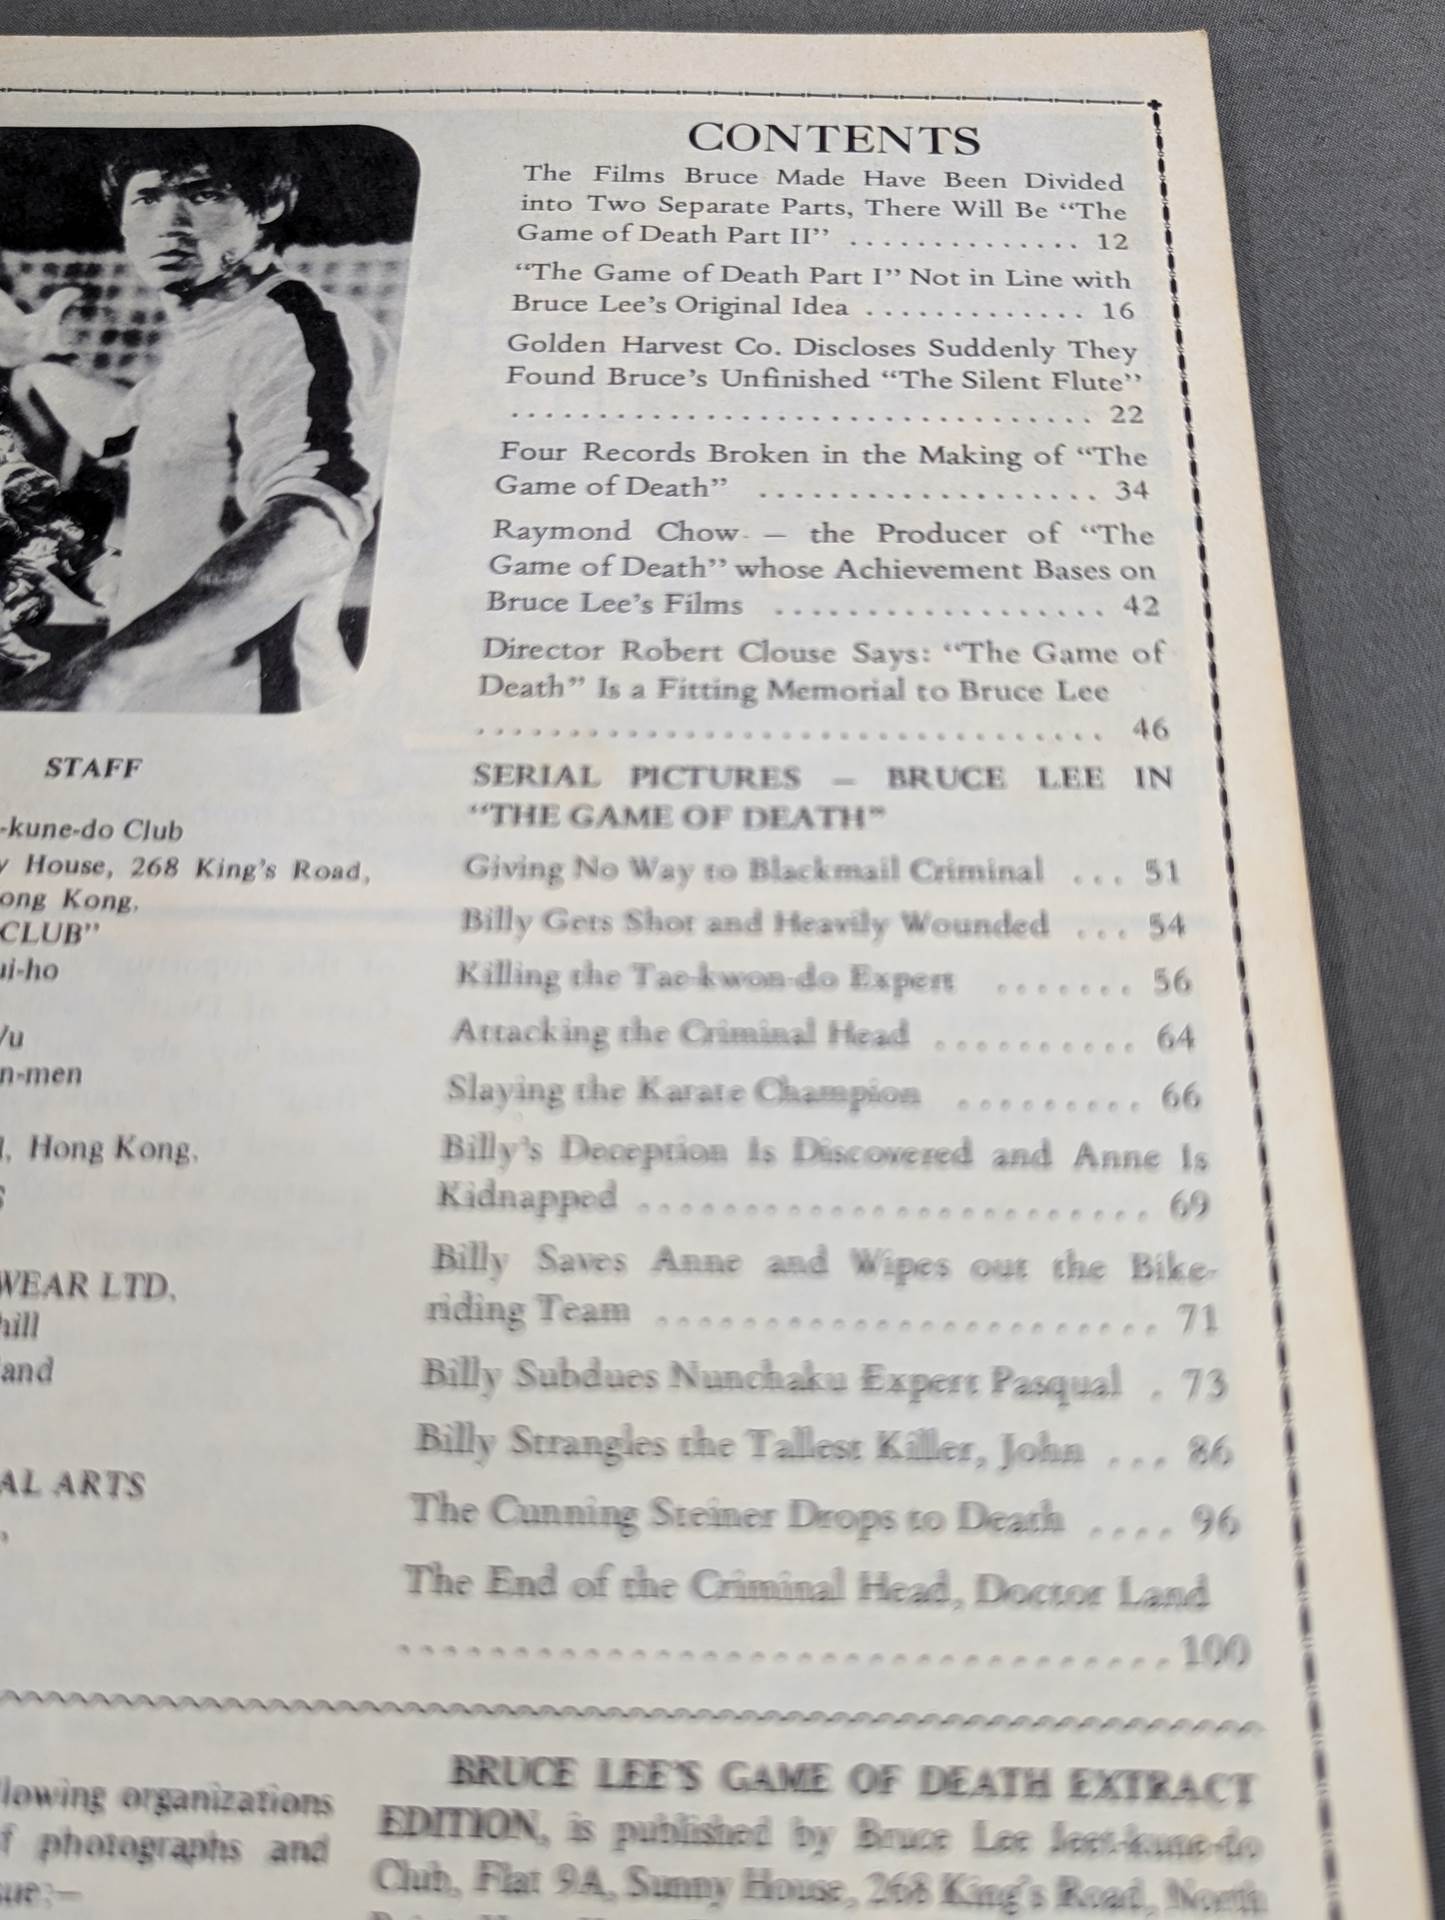 CONTENTS
The Films Bruce Made Have Been Divided
into Two Separate Parts, There Will Be “The
Game of Death Part II” .............. 12
“The Game of Death Part I” Not in Line with
Bruce Lee’s Original Idea ............. 16
Golden Harvest Co. Discloses Suddenly They
Found Bruce’s Unfinished “The Silent Flute”
................................ 22
Four Records Broken in the Making of “The
Game of Death” ................... 34
Raymond Chow — the Producer of “The
Game of Death” whose Achievement Bases on
Bruce Lee’s Films .................. 42
Director Robert Clouse Says: “The Game of
Death” Is a Fitting Memorial to Bruce Lee
................................ 46
SERIAL PICTURES — BRUCE LEE IN
“THE GAME OF DEATH”
Giving No Way to Blackmail Criminal ... 51
Billy Gets Shot and Heavily Wounded ... 54
Killing the Tae-kwon-do Expert ....... 56
Attacking the Criminal Head .......... 64
Slaying the Karate Champion ......... 66
Billy’s Deception Is Discovered and Anne Is
Kidnapped ........................ 69
Billy Saves Anne and Wipes out the Bike-
riding Team ....................... 71
Billy Subdues Nunchaku Expert Pasqual . 73
Billy Strangles the Tallest Killer, John ... 86
The Cunning Steiner Drops to Death .... 96
The End of the Criminal Head, Doctor Land
................................ 100
STAFF
-kune-do Club
y House, 268 King’s Road,
ong Kong.
CLUB”
ui-ho
Vu
n-men
l, Hong Kong.
S
WEAR LTD.
hill
and
AL ARTS
lowing organizations
f photographs and
sue:—
BRUCE LEE’S GAME OF DEATH EXTRACT
EDITION, is published by Bruce Lee Jeet-kune-do
Club, Flat 9A, Sunny House, 268 King’s Road, North